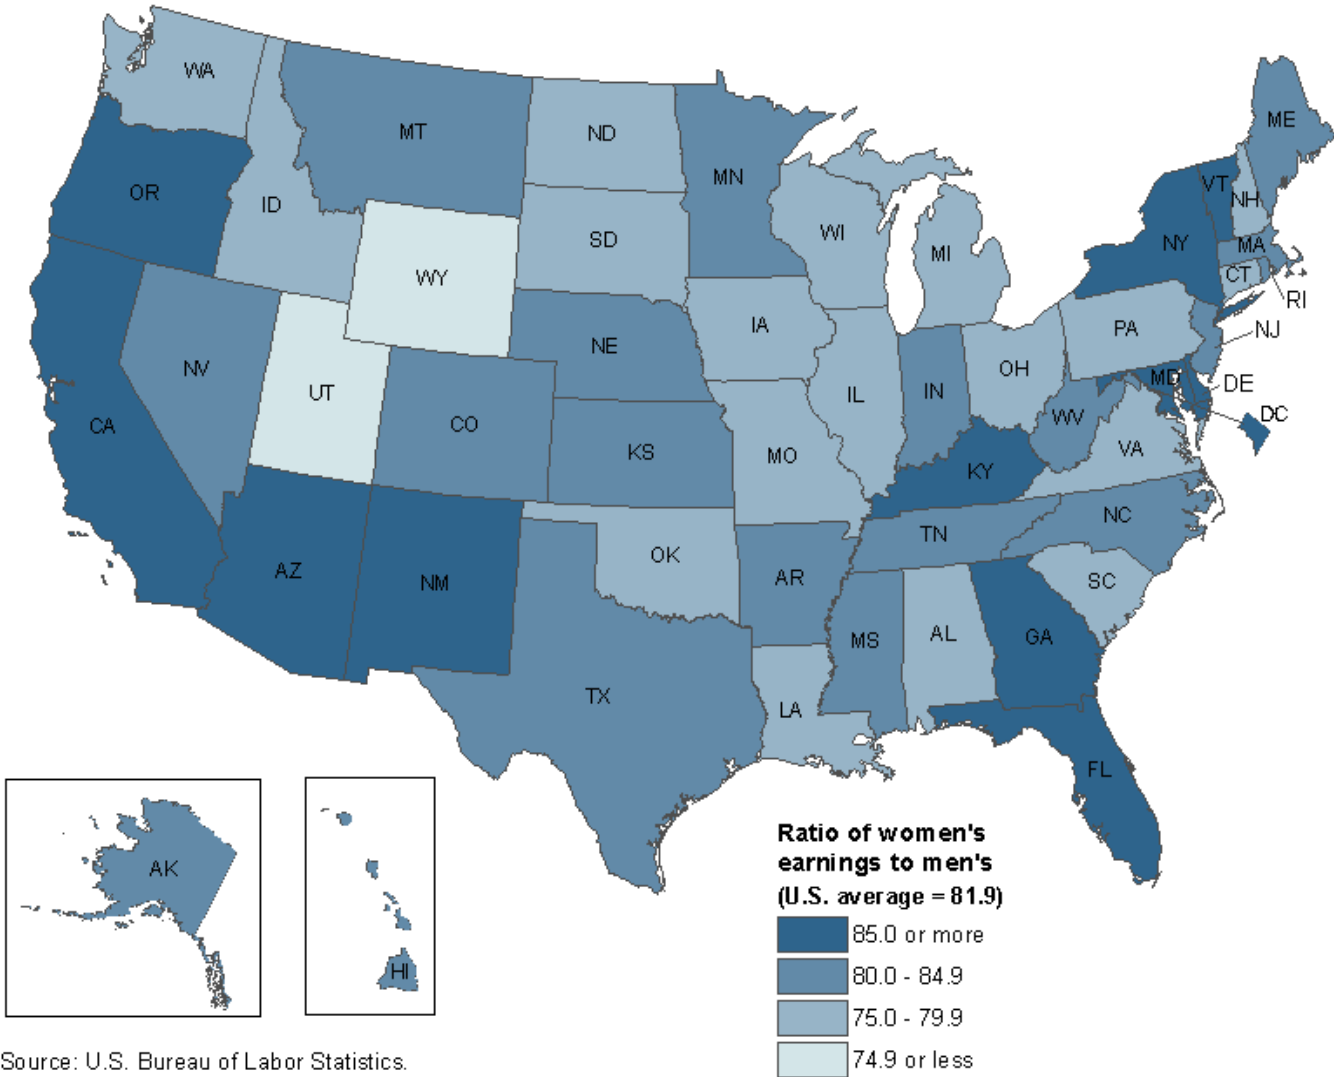 WA
MT
ND
MN
ME
OR
ID
SD
WI
MI
VT
NH
NY
MA
CT
RI
WY
IA
PA
NJ
NV
UT
CO
NE
IL
IN
OH
MD
DE
DC
CA
KS
MO
WV
VA
KY
AZ
NM
OK
AR
TN
NC
SC
MS
AL
GA
TX
LA
FL
AK
HI
Ratio of women's
earnings to men's
(U.S. average = 81.9)
85.0 or more
80.0 - 84.9
75.0 - 79.9
74.9 or less
Source: U.S. Bureau of Labor Statistics.